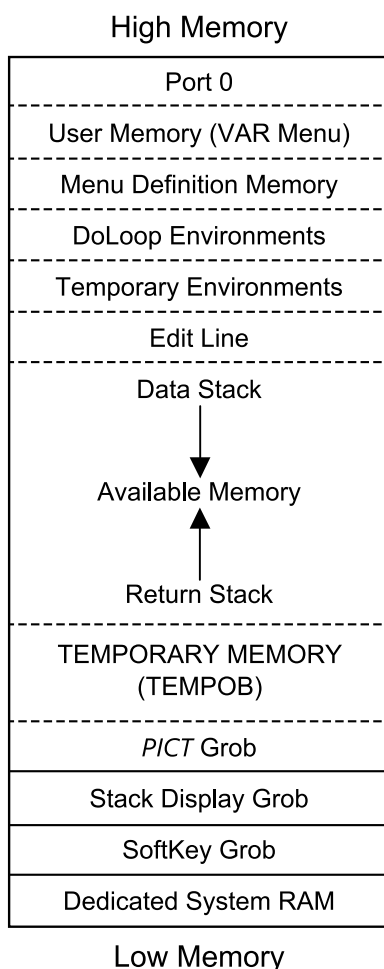 High Memory
Port 0
User Memory (VAR Menu)
Menu Definition Memory
DoLoop Environments
Temporary Environments
Edit Line
Data Stack
Available Memory
Return Stack
TEMPORARY MEMORY
(TEMPOB)
PICT Grob
Stack Display Grob
SoftKey Grob
Dedicated System RAM
Low Memory